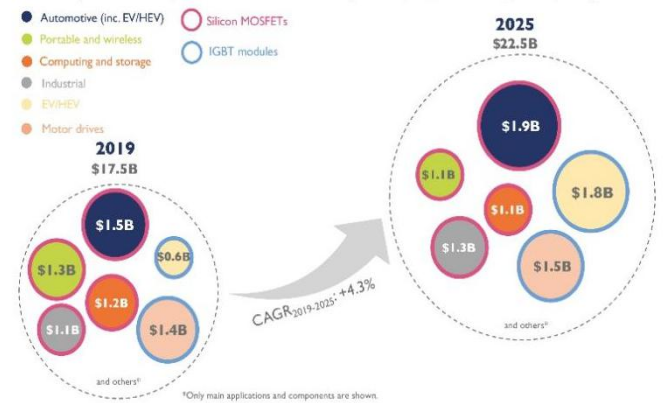 Automotive (inc. EV/HEV)
Portable and wireless
Computing and storage
Industrial
EV/HEV
Motor drives
Silicon MOSFETs
IGBT modules
2019
$17.5B
$1.5B
$1.3B
$0.6B
$1.2B
$1.1B
$1.4B
and others*
CAGR2019-2025: +4.3%
2025
$22.5B
$1.9B
$1.1B
$1.8B
$1.1B
$1.3B
$1.5B
and others*
*Only main applications and components are shown.